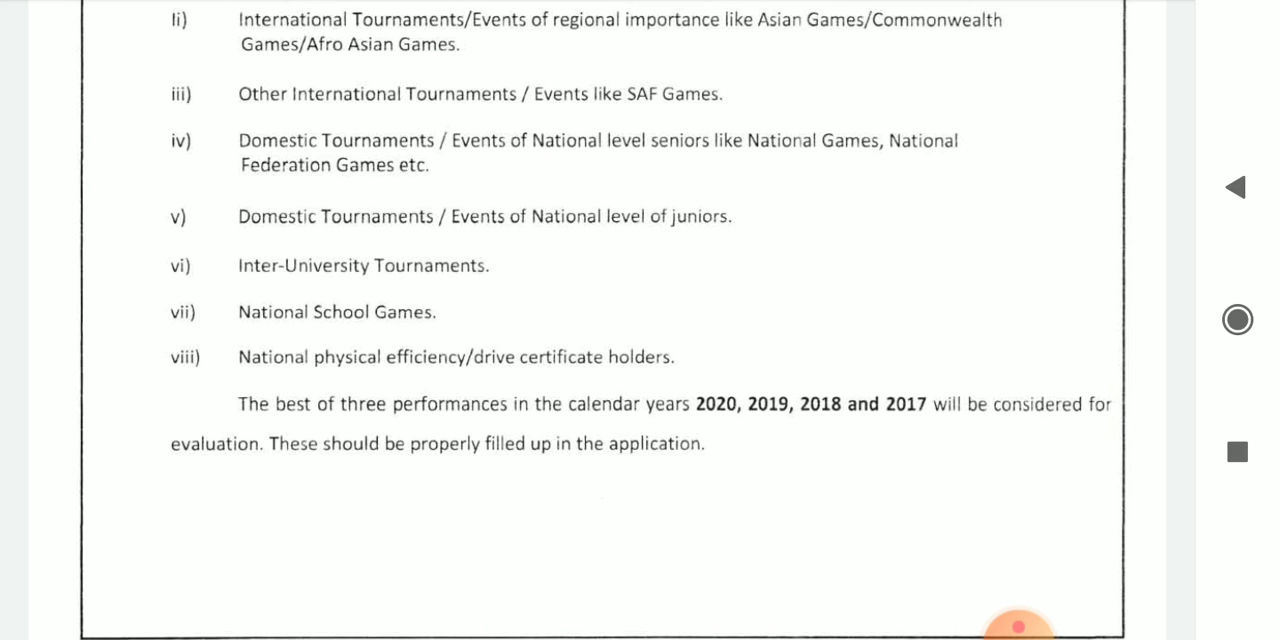 li) International Tournaments/Events of regional importance like Asian Games/Commonwealth
Games/Afro Asian Games.
iii) Other International Tournaments / Events like SAF Games.
iv) Domestic Tournaments / Events of National level seniors like National Games, National
Federation Games etc.
v) Domestic Tournaments / Events of National level of juniors.
vi) Inter-University Tournaments.
vii) National School Games.
viii) National physical efficiency/drive certificate holders.
The best of three performances in the calendar years 2020, 2019, 2018 and 2017 will be considered for
evaluation. These should be properly filled up in the application.